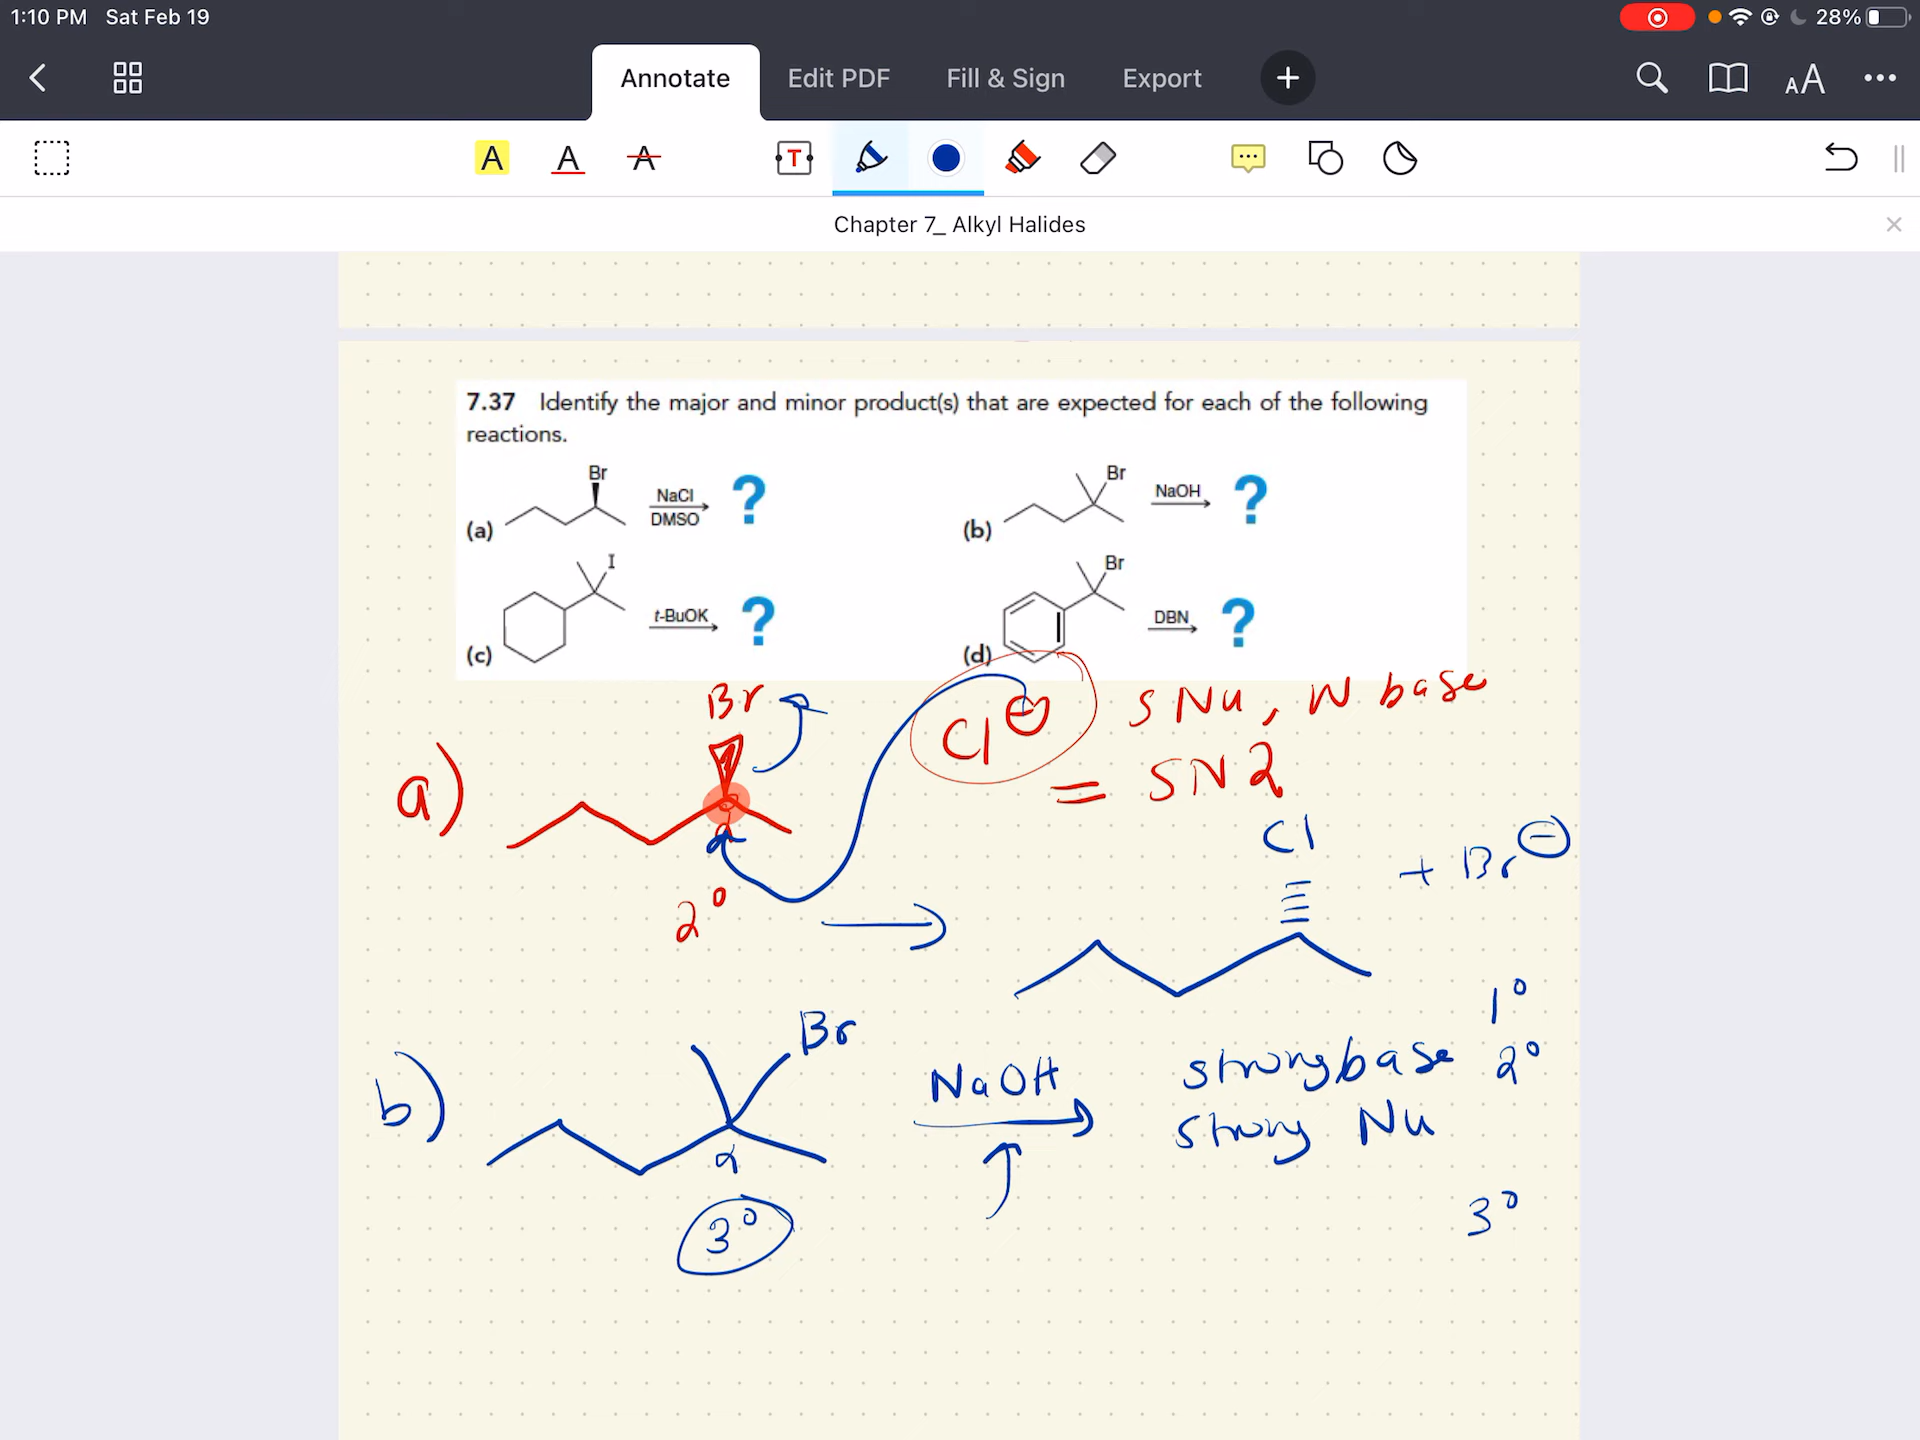 1:10 PM Sat Feb 19
28%
Annotate Edit PDF Fill & Sign Export +
AA
A A A T
Chapter 7_ Alkyl Halides
7.37 Identify the major and minor product(s) that are expected for each of the following
reactions.
(a) Br NaCl DMSO ?
(b) Br NaOH ?
(c) I t-BuOK ?
(d) Br DBN ?
a) Br Cl⊖ SNu, W base
= SN2
α
2°
Cl + Br⊖
b) Br NaOH strong base 1°
strong Nu 2°
α
3° 3°